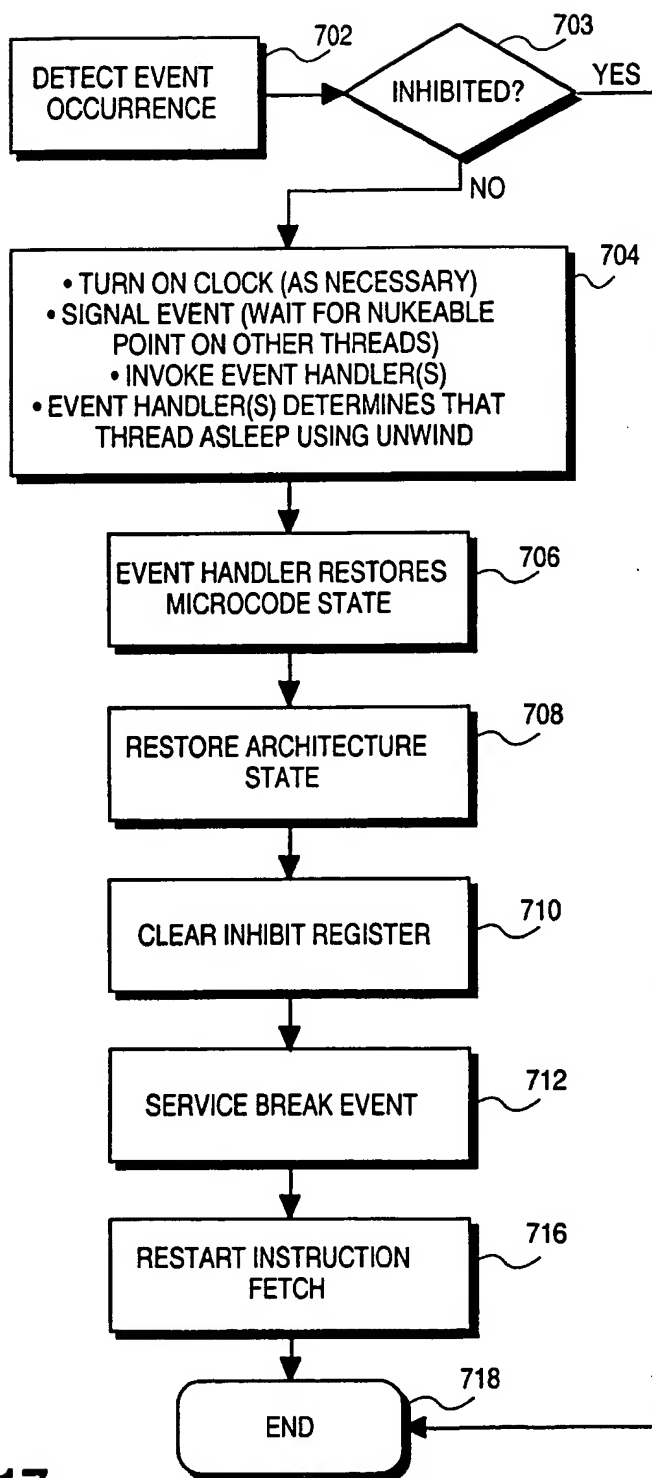 702
DETECT EVENT
OCCURRENCE
703
INHIBITED?
YES
NO
704
• TURN ON CLOCK (AS NECESSARY)
• SIGNAL EVENT (WAIT FOR NUKEABLE
POINT ON OTHER THREADS)
• INVOKE EVENT HANDLER(S)
• EVENT HANDLER(S) DETERMINES THAT
THREAD ASLEEP USING UNWIND
706
EVENT HANDLER RESTORES
MICROCODE STATE
708
RESTORE ARCHITECTURE
STATE
710
CLEAR INHIBIT REGISTER
712
SERVICE BREAK EVENT
716
RESTART INSTRUCTION
FETCH
718
END